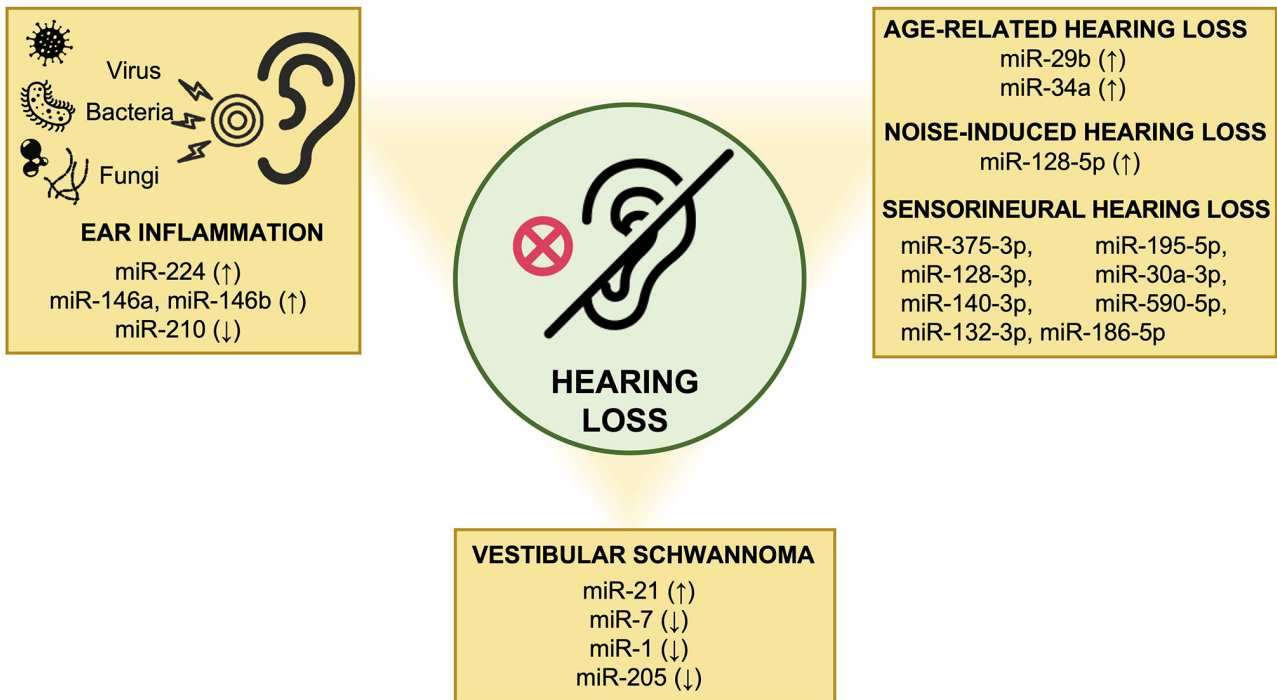 Virus
Bacteria
Fungi
EAR INFLAMMATION
miR-224 (↑)
miR-146a, miR-146b (↑)
miR-210 (↓)
HEARING
LOSS
AGE-RELATED HEARING LOSS
miR-29b (↑)
miR-34a (↑)
NOISE-INDUCED HEARING LOSS
miR-128-5p (↑)
SENSORINEURAL HEARING LOSS
miR-375-3p, miR-195-5p,
miR-128-3p, miR-30a-3p,
miR-140-3p, miR-590-5p,
miR-132-3p, miR-186-5p
VESTIBULAR SCHWANNOMA
miR-21 (↑)
miR-7 (↓)
miR-1 (↓)
miR-205 (↓)